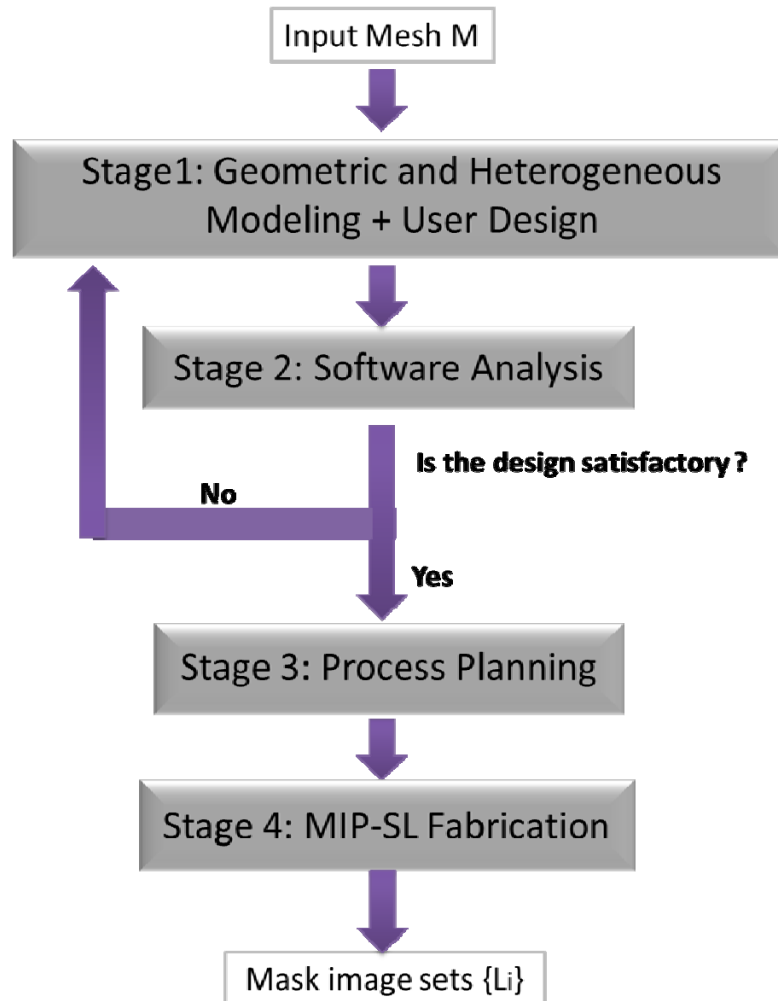 Input Mesh M
Stage1: Geometric and Heterogeneous
Modeling + User Design
Stage 2: Software Analysis
Is the design satisfactory?
No
Yes
Stage 3: Process Planning
Stage 4: MIP-SL Fabrication
Mask image sets {Li}